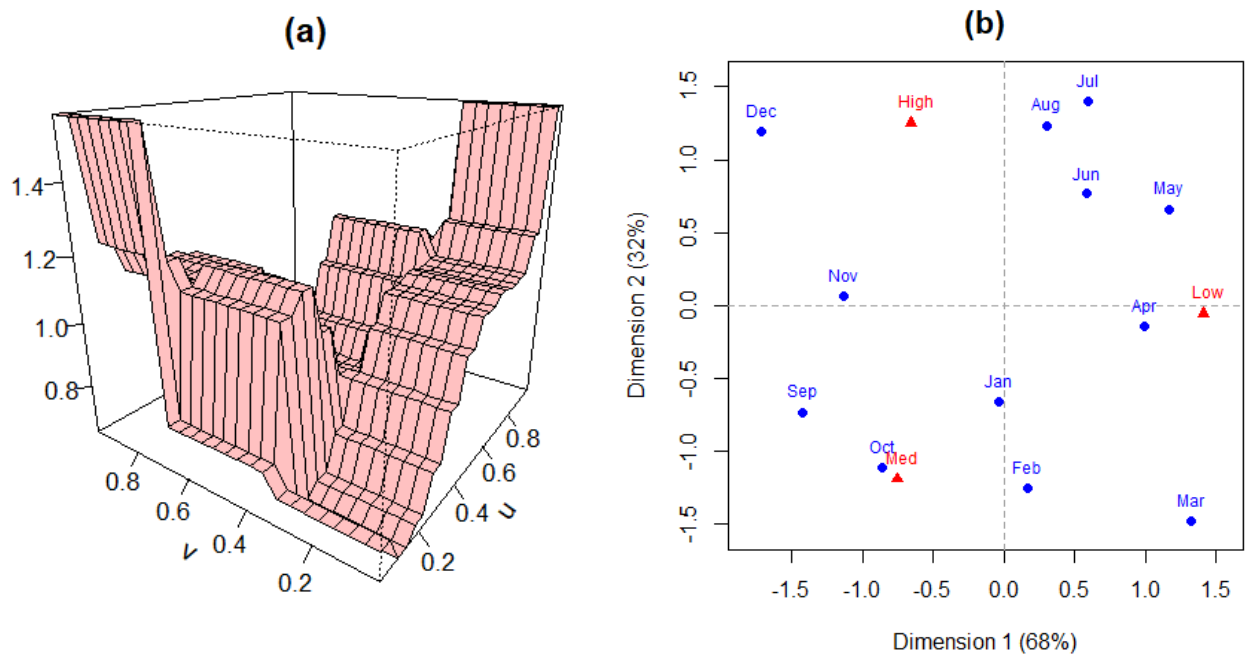 (a)
1.4
1.2
1.0
0.8
0.8
0.6
0.4
0.2
v
0.2
0.4
0.6
0.8
u
(b)
Dimension 2 (32%)
1.5
1.0
0.5
0.0
-0.5
-1.0
-1.5
Dec
High
Aug
Jul
Jun
May
Nov
Low
Apr
Sep
Jan
Oct
Med
Feb
Mar
-1.5 -1.0 -0.5 0.0 0.5 1.0 1.5
Dimension 1 (68%)